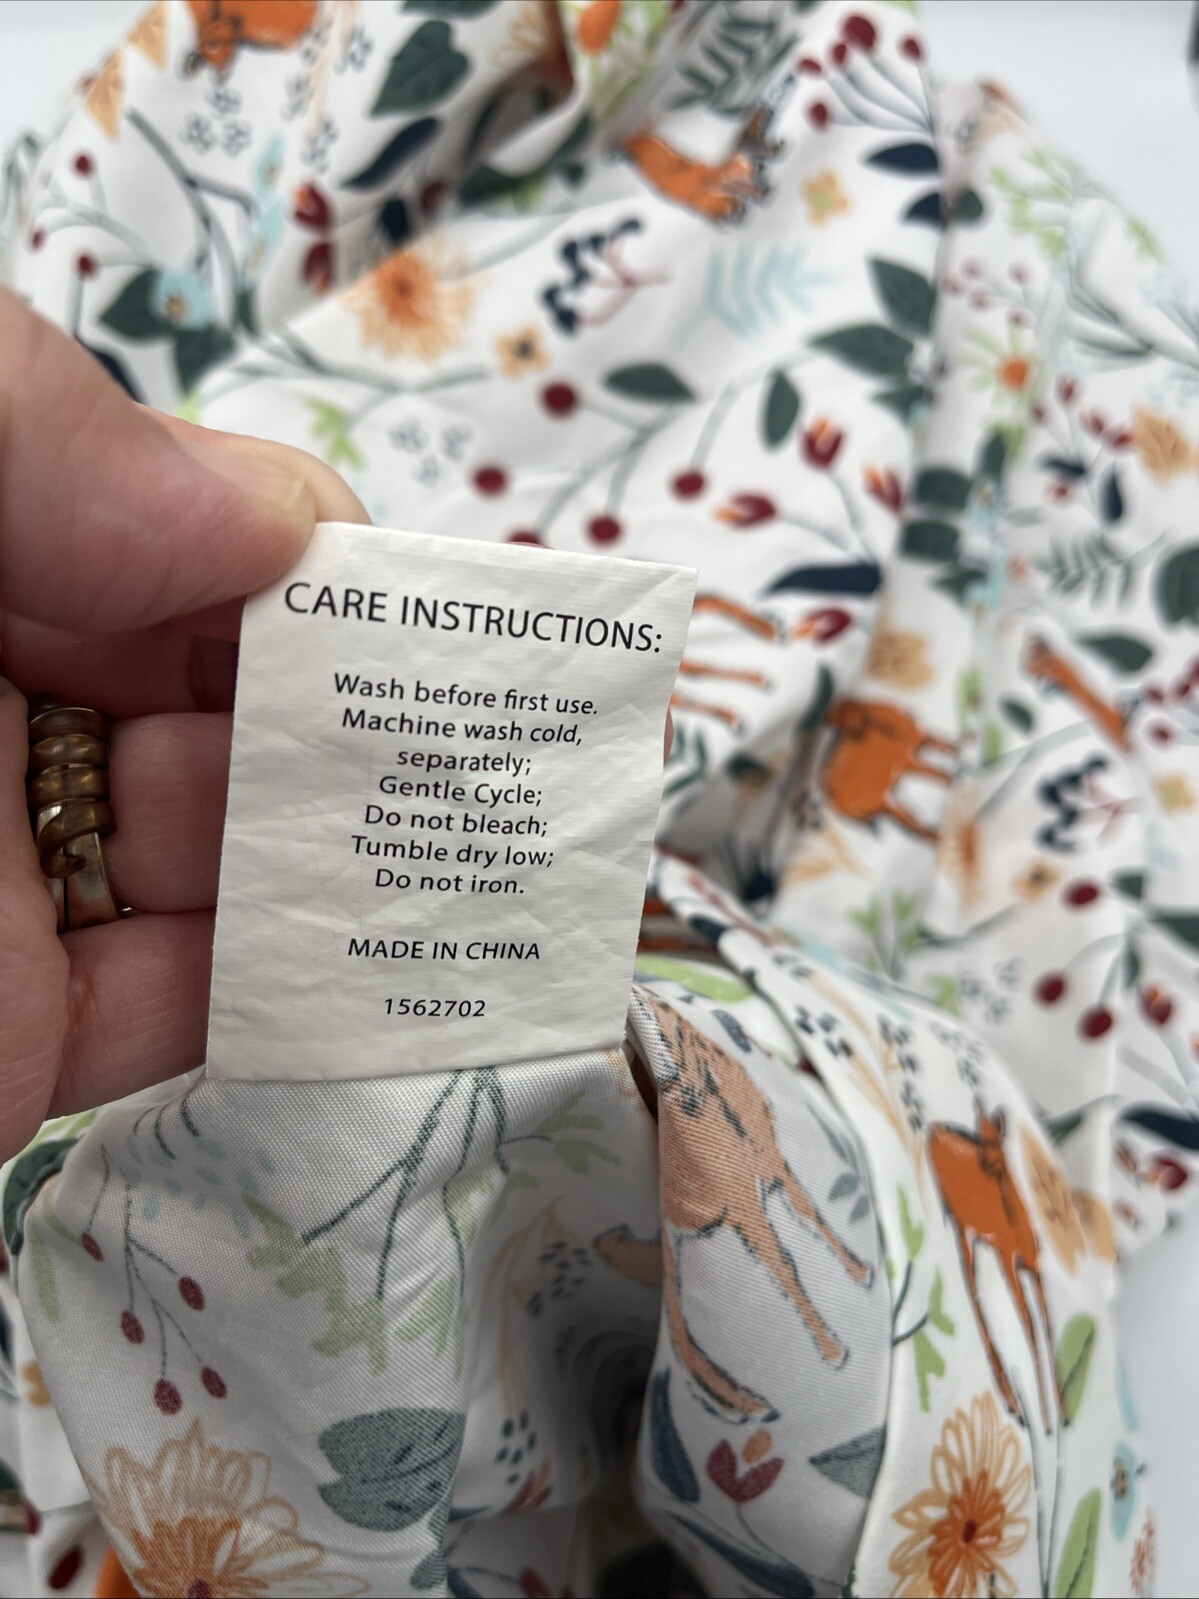 CARE INSTRUCTIONS:
Wash before first use.
Machine wash cold,
separately;
Gentle Cycle;
Do not bleach;
Tumble dry low;
Do not iron.
MADE IN CHINA
1562702